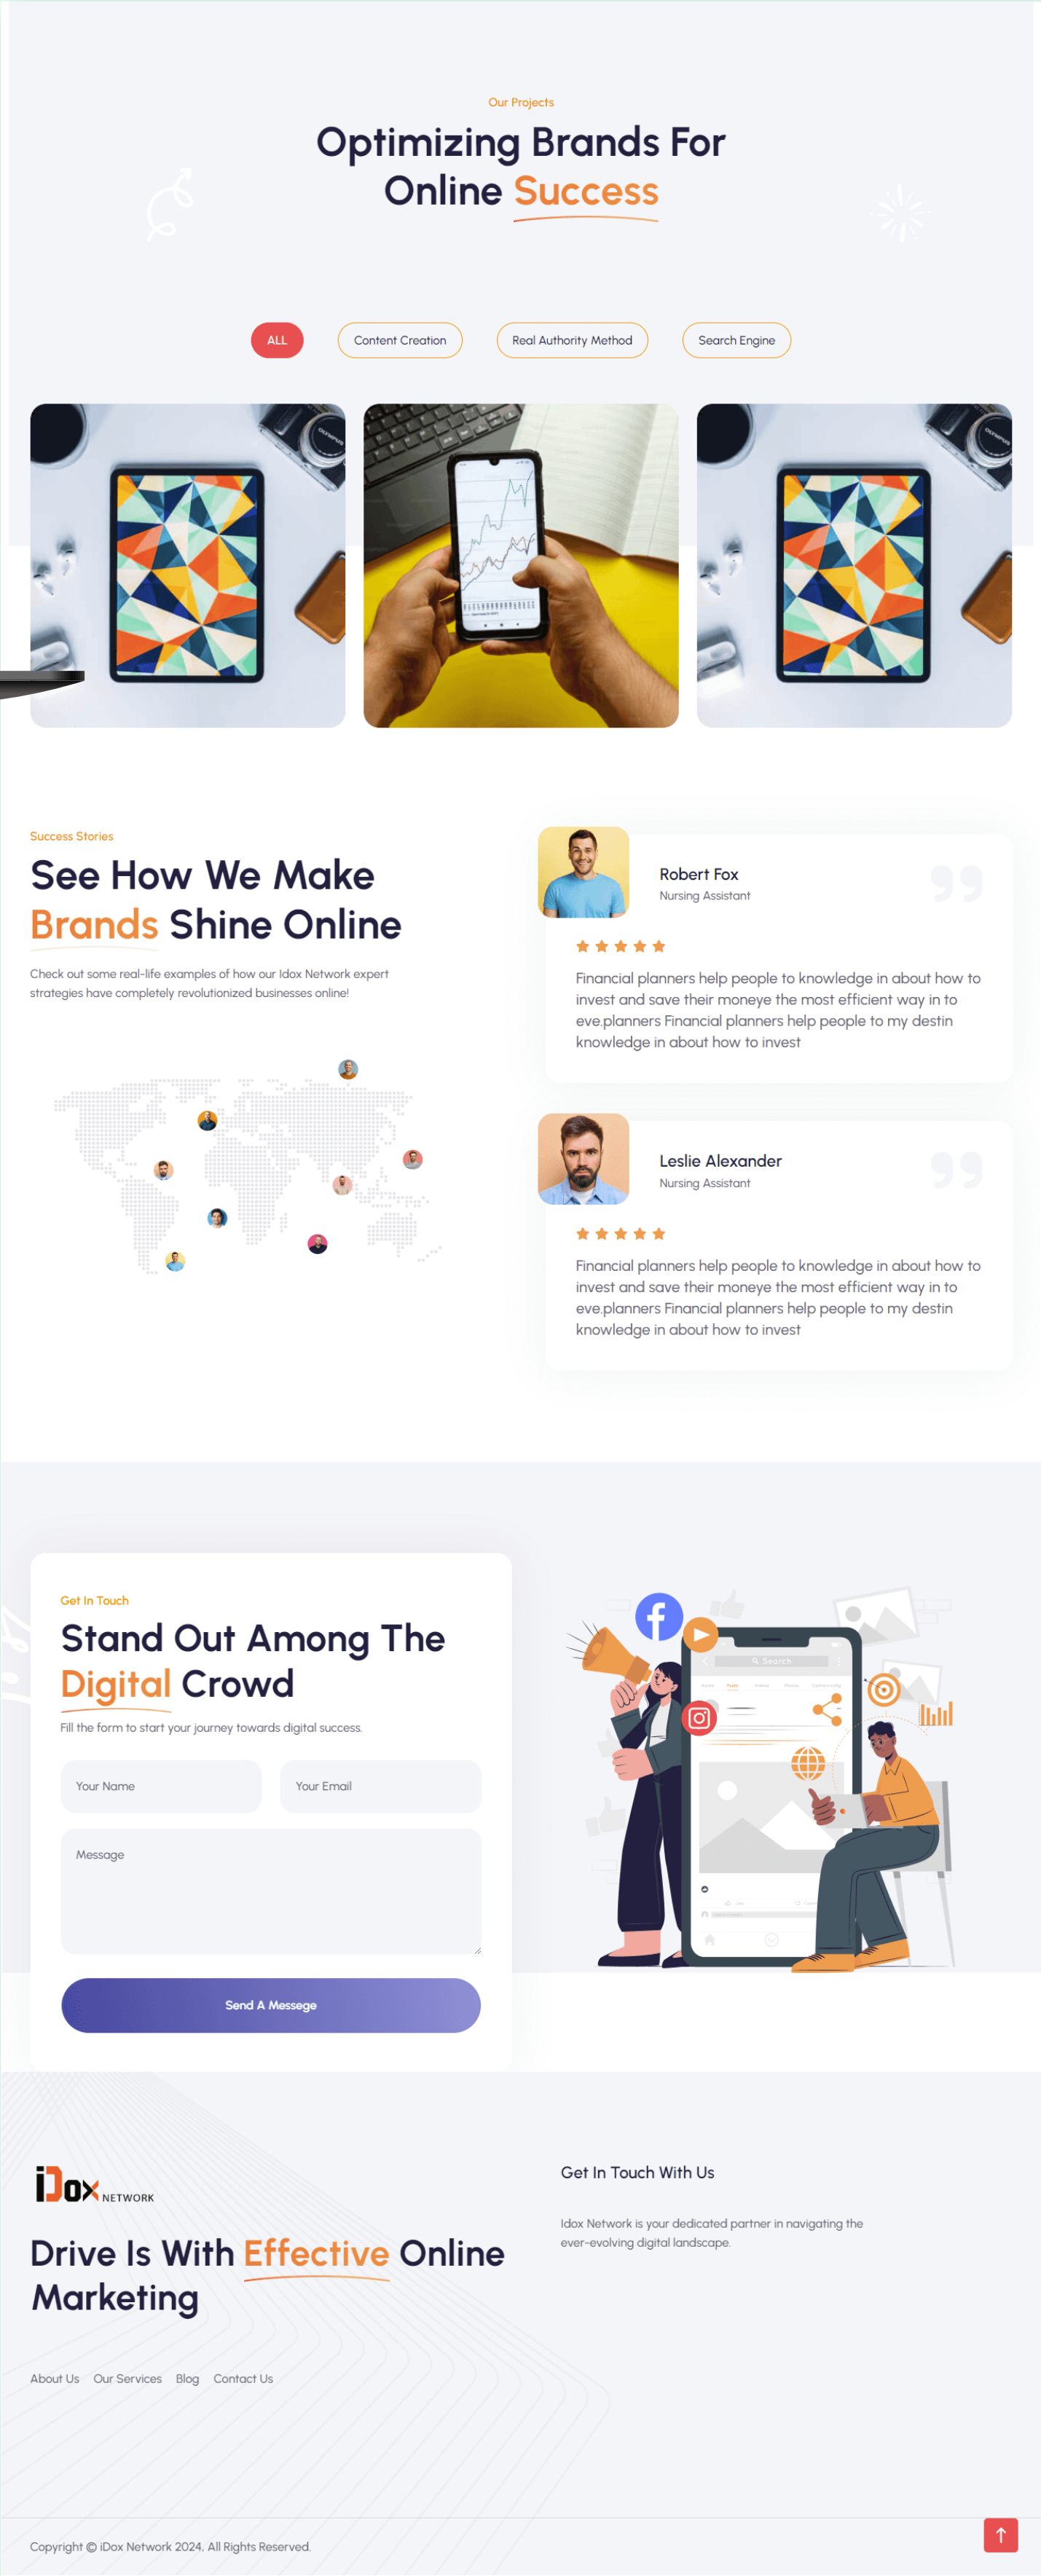 Our Projects
Optimizing Brands For
Online Success
ALL
Content Creation
Real Authority Method
Search Engine
OLYMPUS
OLYMPUS
Success Stories
See How We Make
Brands Shine Online
Check out some real-life examples of how our Idox Network expert
strategies have completely revolutionized businesses online!
Robert Fox
Nursing Assistant
Financial planners help people to knowledge in about how to
invest and save their moneye the most efficient way in to
eve.planners Financial planners help people to my destin
knowledge in about how to invest
Leslie Alexander
Nursing Assistant
Financial planners help people to knowledge in about how to
invest and save their moneye the most efficient way in to
eve.planners Financial planners help people to my destin
knowledge in about how to invest
Get In Touch
Stand Out Among The
Digital Crowd
Fill the form to start your journey towards digital success.
Your Name
Your Email
Message
Send A Messege
Search
Home Posts Videos Photos Community
iDox NETWORK
Drive Is With Effective Online
Marketing
About Us Our Services Blog Contact Us
Get In Touch With Us
Idox Network is your dedicated partner in navigating the
ever-evolving digital landscape.
Copyright © iDox Network 2024, All Rights Reserved.